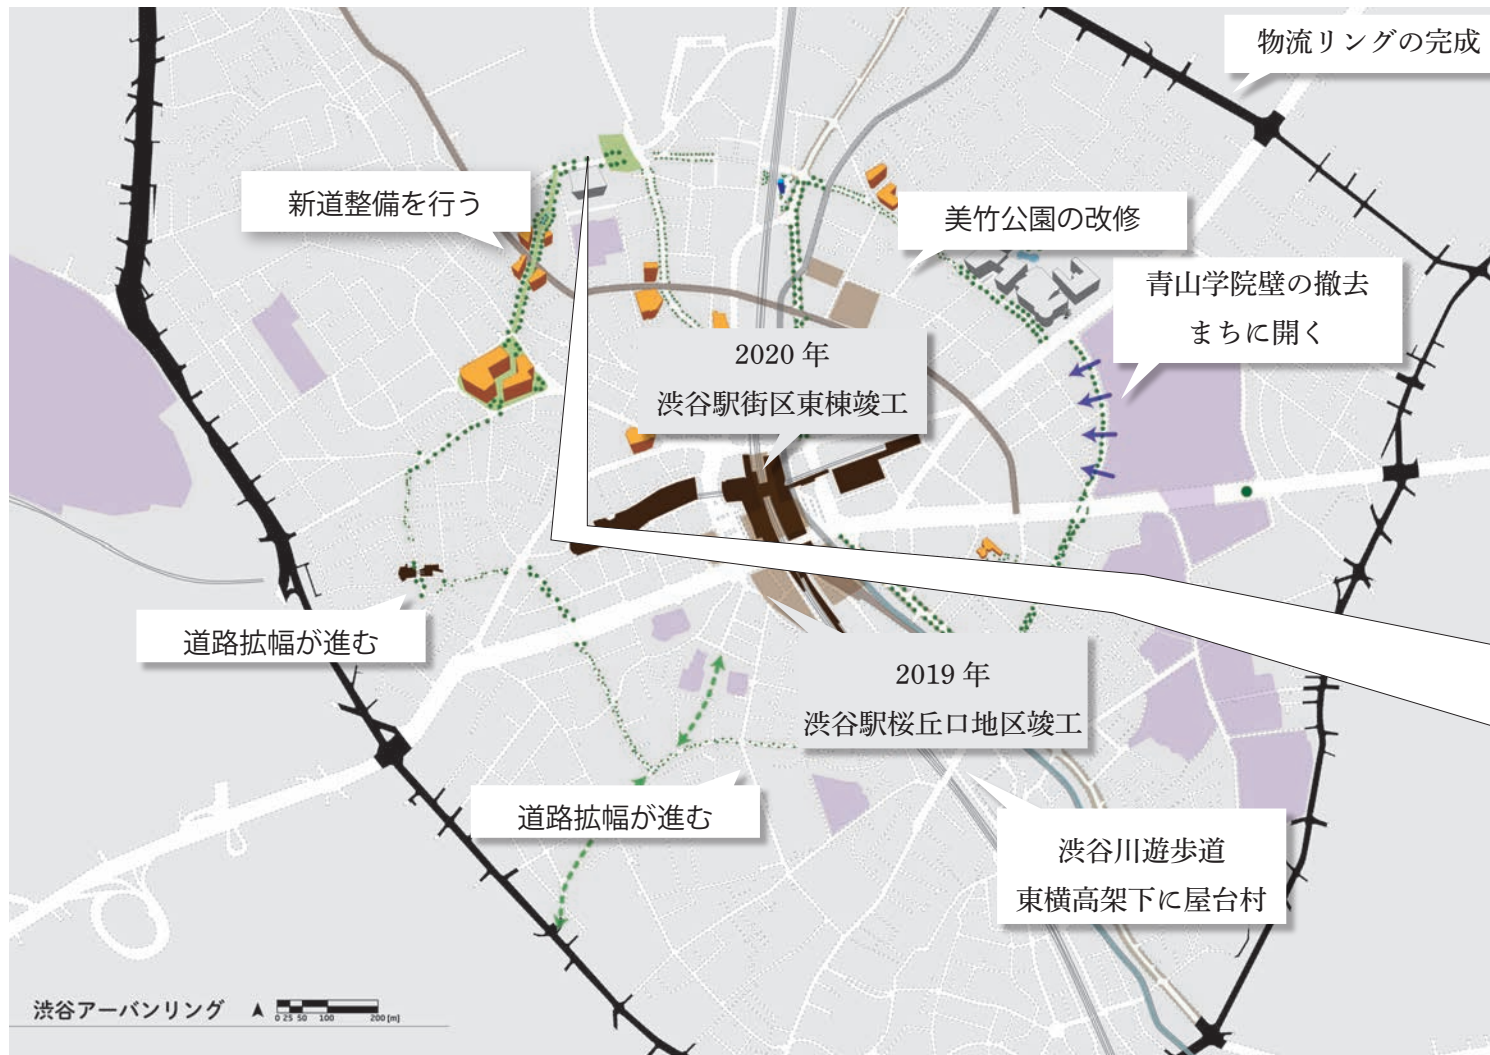 物流リングの完成
新道整備を行う
美竹公園の改修
青山学院壁の撤去
まちに開く
2020 年
渋谷駅街区東棟竣工
道路拡幅が進む
2019 年
渋谷駅桜丘口地区竣工
道路拡幅が進む
渋谷川遊歩道
東横高架下に屋台村
渋谷アーバンリング
0 25 50 100 200 [m]